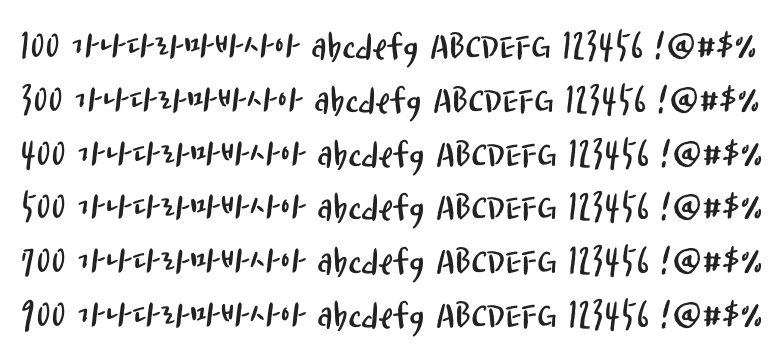 100 가나다라마바사아 abcdefg ABCDEFG 123456 !@#$%
300 가나다라마바사아 abcdefg ABCDEFG 123456 !@#$%
400 가나다라마바사아 abcdefg ABCDEFG 123456 !@#$%
500 가나다라마바사아 abcdefg ABCDEFG 123456 !@#$%
700 가나다라마바사아 abcdefg ABCDEFG 123456 !@#$%
900 가나다라마바사아 abcdefg ABCDEFG 123456 !@#$%